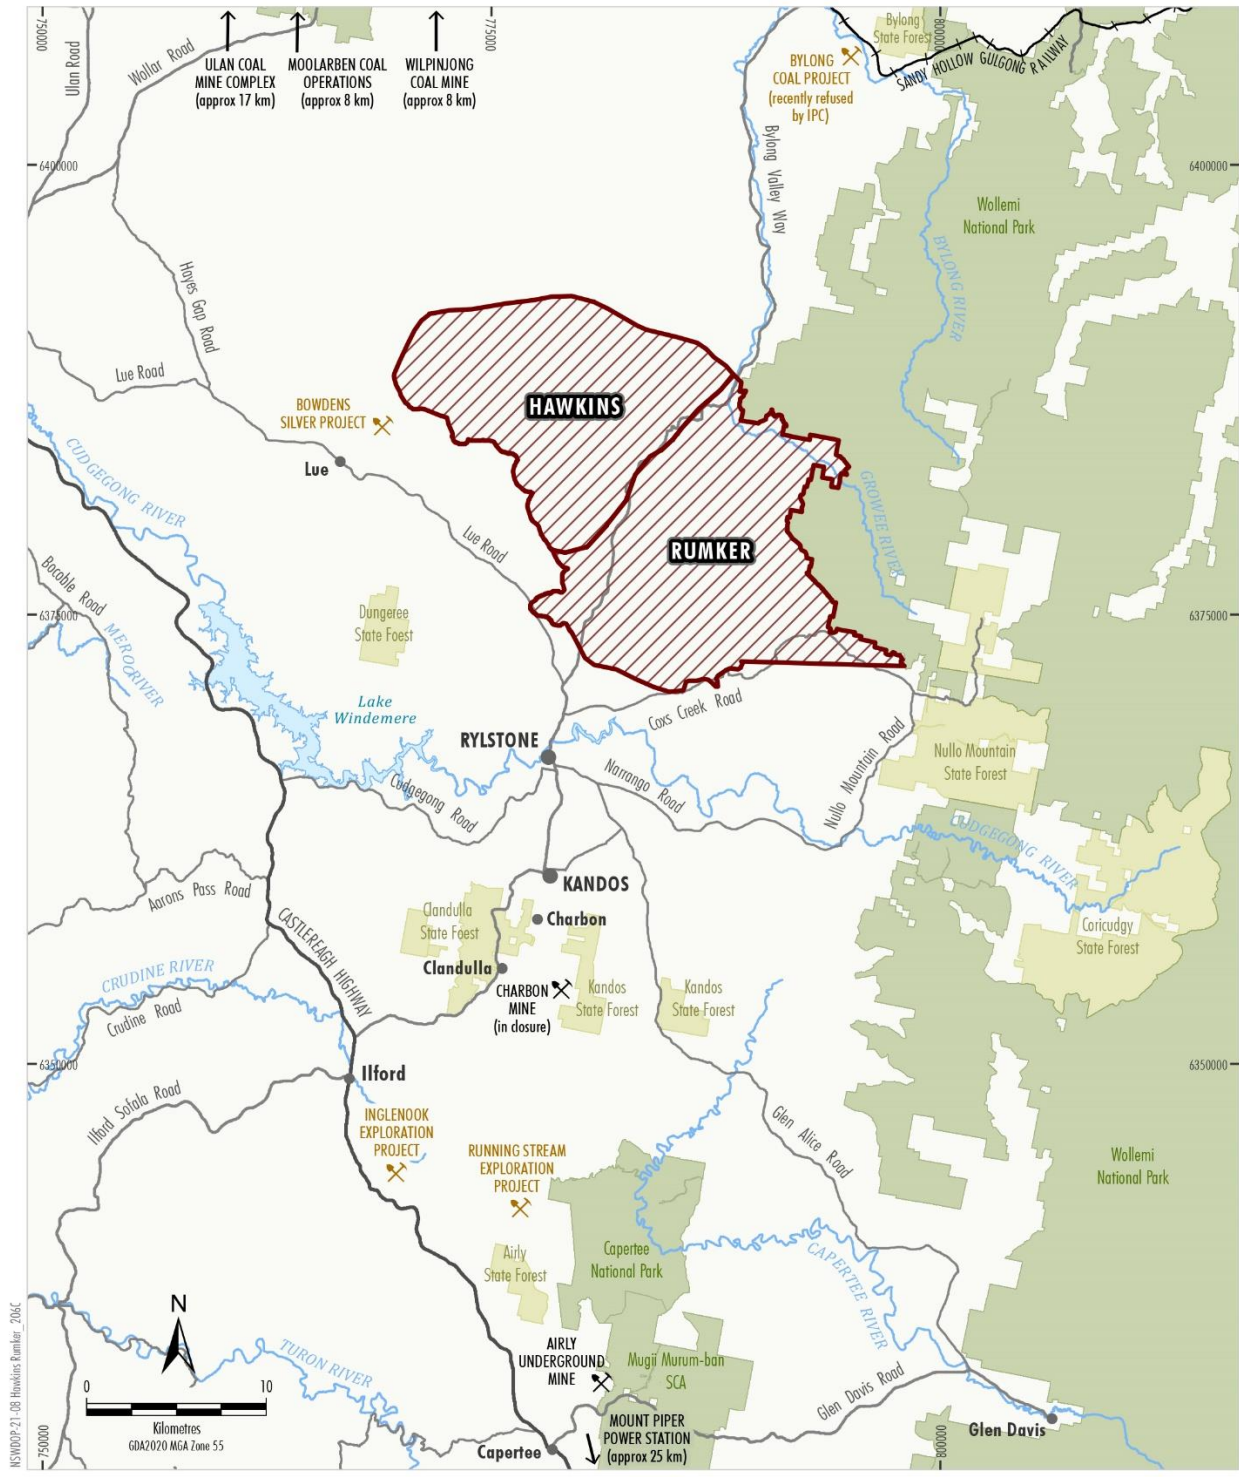 750000
775000
800000
Ulan Road
Wollar Road
ULAN COAL
MINE COMPLEX
(approx 17 km)
MOOLARBEN COAL
OPERATIONS
(approx 8 km)
WILPINJONG
COAL MINE
(approx 8 km)
BYLONG
COAL PROJECT
(recently refused
by IPC)
Bylong
State Forest
SANDY HOLLOW GULGONG RAILWAY
6400000
6400000
Bylong Valley Way
Wollemi
National Park
BYLONG RIVER
Hayes Gap Road
Lue Road
BOWDENS
SILVER PROJECT
HAWKINS
Lue
CUDGEGONG RIVER
GROWEE RIVER
Lue Road
RUMKER
Bocoble Road
6375000
6375000
MEROO RIVER
Dungeree
State Foest
Lake
Windemere
Coxs Creek Road
RYLSTONE
Nullo Mountain
State Forest
Nullo Mountain Road
Narrango Road
Cudgegong Road
CUDGEGONG RIVER
KANDOS
Aarons Pass Road
CASTLEREAGH HIGHWAY
Clandulla
State Foest
Charbon
Coricudgy
State Forest
Clandulla
CRUDINE RIVER
CHARBON
MINE
(in closure)
Kandos
State Forest
Kandos
State Forest
Crudine Road
6350000
6350000
Ilford
Ilford Sofala Road
INGLENOOK
EXPLORATION
PROJECT
Glen Alice Road
RUNNING STREAM
EXPLORATION
PROJECT
Wollemi
National Park
Airly
State Forest
Capertee
National Park
CAPERTEE RIVER
N
TURON RIVER
AIRLY
UNDERGROUND
MINE
Mugii Murum-ban
SCA
Glen Davis Road
0 10
Kilometres
GDA2020 MGA Zone 55
MOUNT PIPER
POWER STATION
(approx 25 km)
Capertee
Glen Davis
750000
800000
NSWDOP-21-08 Hawkins Rumker_206C